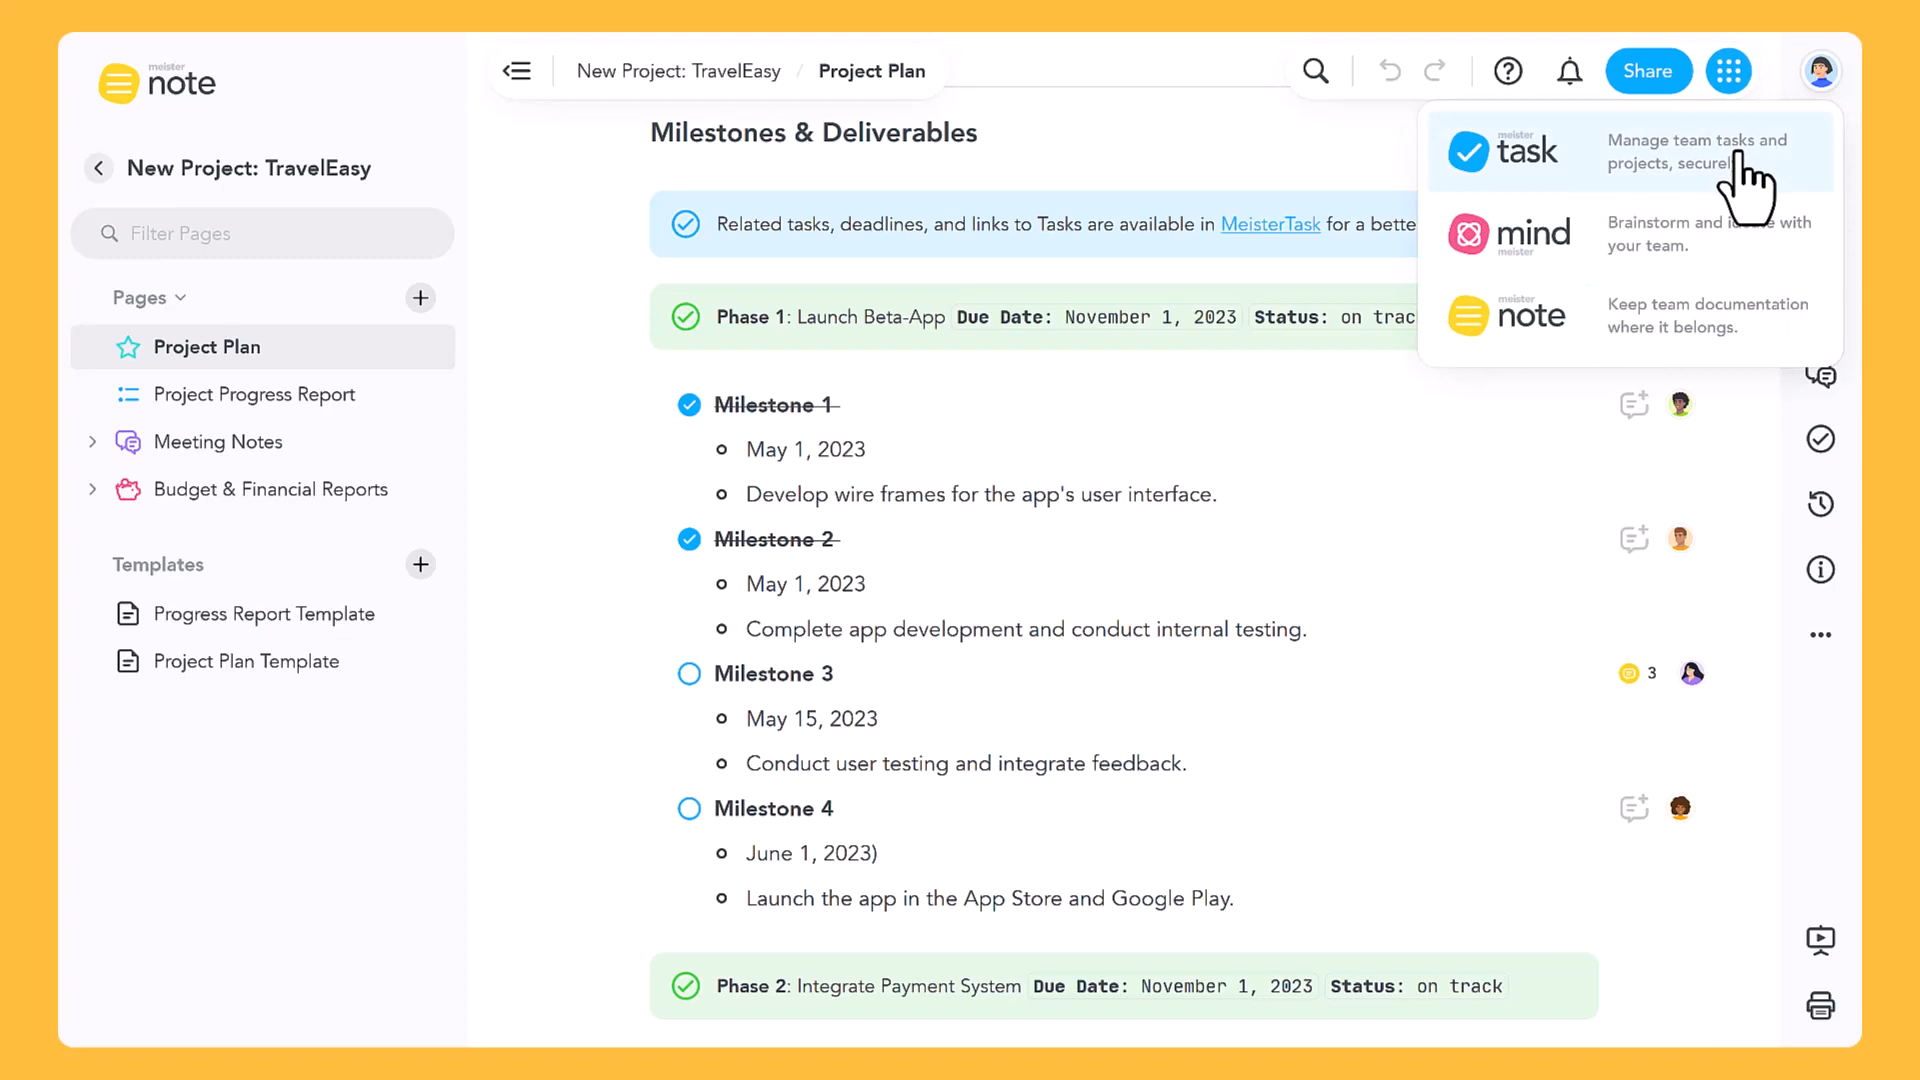 meister
note
New Project: TravelEasy
Filter Pages
Pages
Project Plan
Project Progress Report
Meeting Notes
Budget & Financial Reports
Templates
Progress Report Template
Project Plan Template
New Project: TravelEasy / Project Plan
Share
Milestones & Deliverables
Related tasks, deadlines, and links to Tasks are available in MeisterTask for a bette
Phase 1: Launch Beta-App Due Date: November 1, 2023 Status: on trac
Milestone 1
May 1, 2023
Develop wire frames for the app's user interface.
Milestone 2
May 1, 2023
Complete app development and conduct internal testing.
Milestone 3
3
May 15, 2023
Conduct user testing and integrate feedback.
Milestone 4
June 1, 2023)
Launch the app in the App Store and Google Play.
Phase 2: Integrate Payment System Due Date: November 1, 2023 Status: on track
meister
task
Manage team tasks and
projects, securel
mind
meister
Brainstorm and with
your team.
meister
note
Keep team documentation
where it belongs.